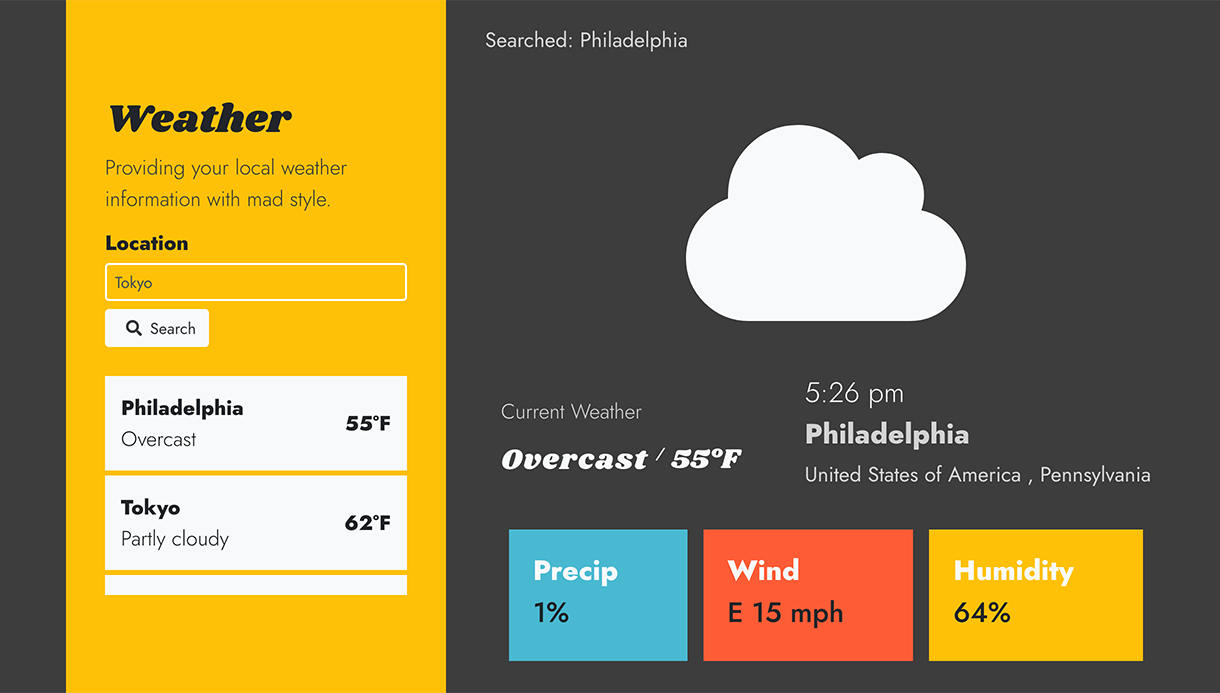 Weather
Providing your local weather
information with mad style.
Location
Tokyo
Search
Philadelphia
Overcast
55°F
Tokyo
Partly cloudy
62°F
Searched: Philadelphia
Current Weather
Overcast / 55°F
5:26 pm
Philadelphia
United States of America , Pennsylvania
Precip
1%
Wind
E 15 mph
Humidity
64%